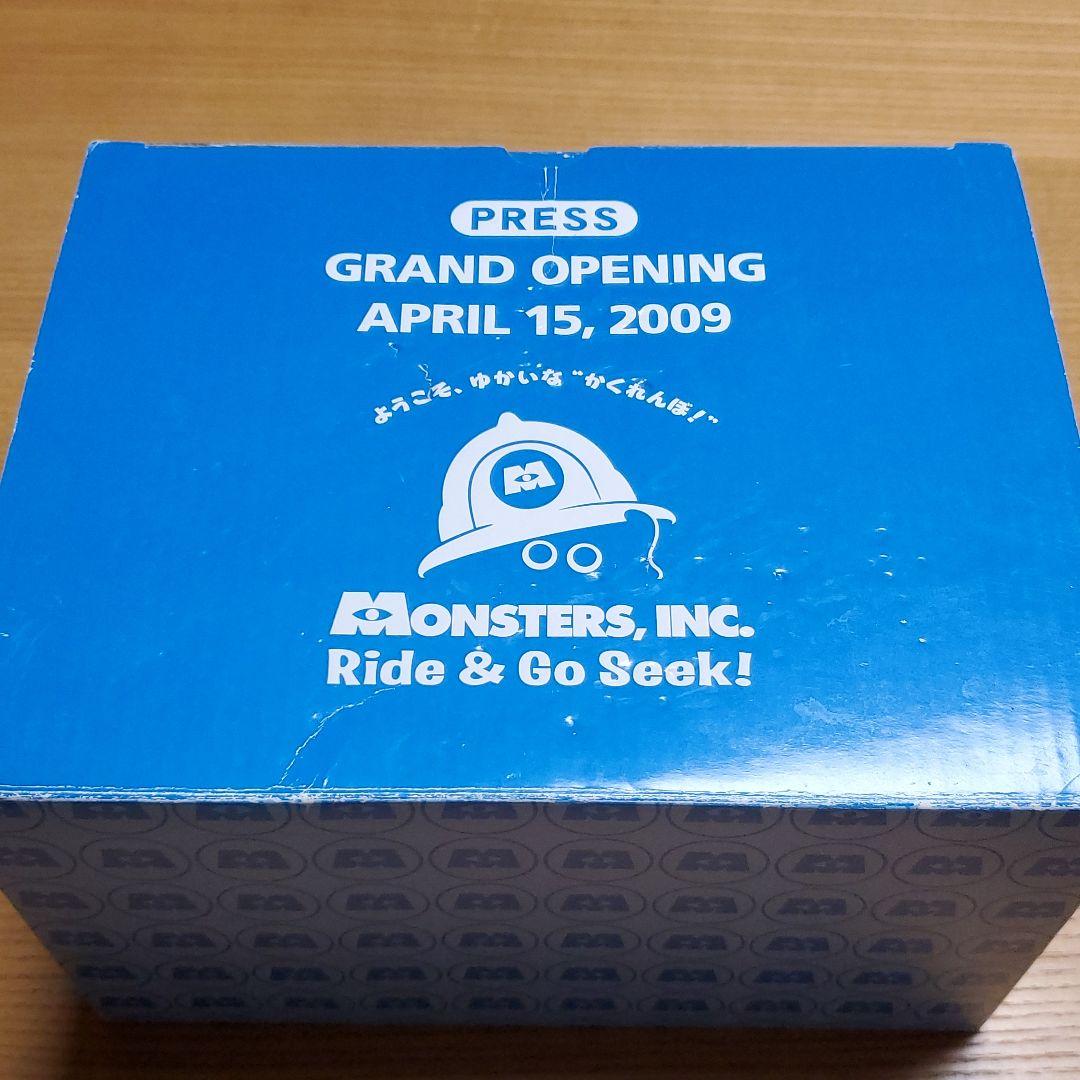 PRESS
GRAND OPENING
APRIL 15, 2009
ようこそ、ゆかいな“かくれんぼ!”
M
MONSTERS, INC.
Ride & Go Seek!